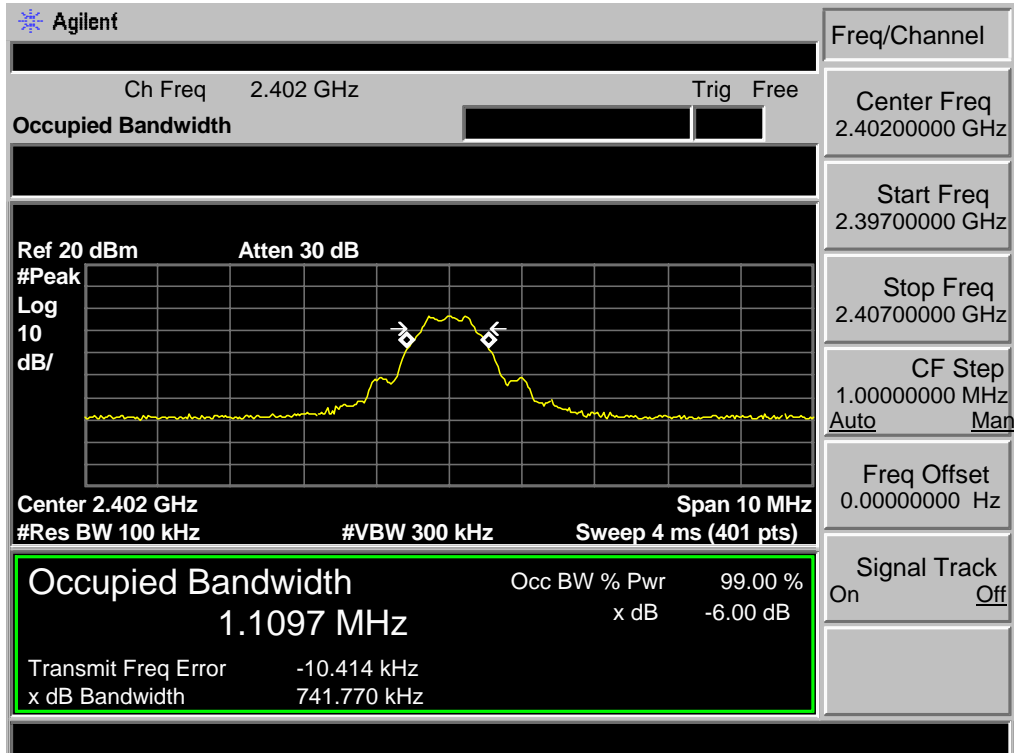 Agilent
Freq/Channel
Ch Freq 2.402 GHz Trig Free
Occupied Bandwidth
Center Freq
2.40200000 GHz
Start Freq
2.39700000 GHz
Stop Freq
2.40700000 GHz
CF Step
1.00000000 MHz
Auto Man
Freq Offset
0.00000000 Hz
Signal Track
On Off
Ref 20 dBm Atten 30 dB
#Peak
Log
10
dB/
Center 2.402 GHz Span 10 MHz
#Res BW 100 kHz #VBW 300 kHz Sweep 4 ms (401 pts)
Occupied Bandwidth Occ BW % Pwr 99.00 %
1.1097 MHz x dB -6.00 dB
Transmit Freq Error -10.414 kHz
x dB Bandwidth 741.770 kHz